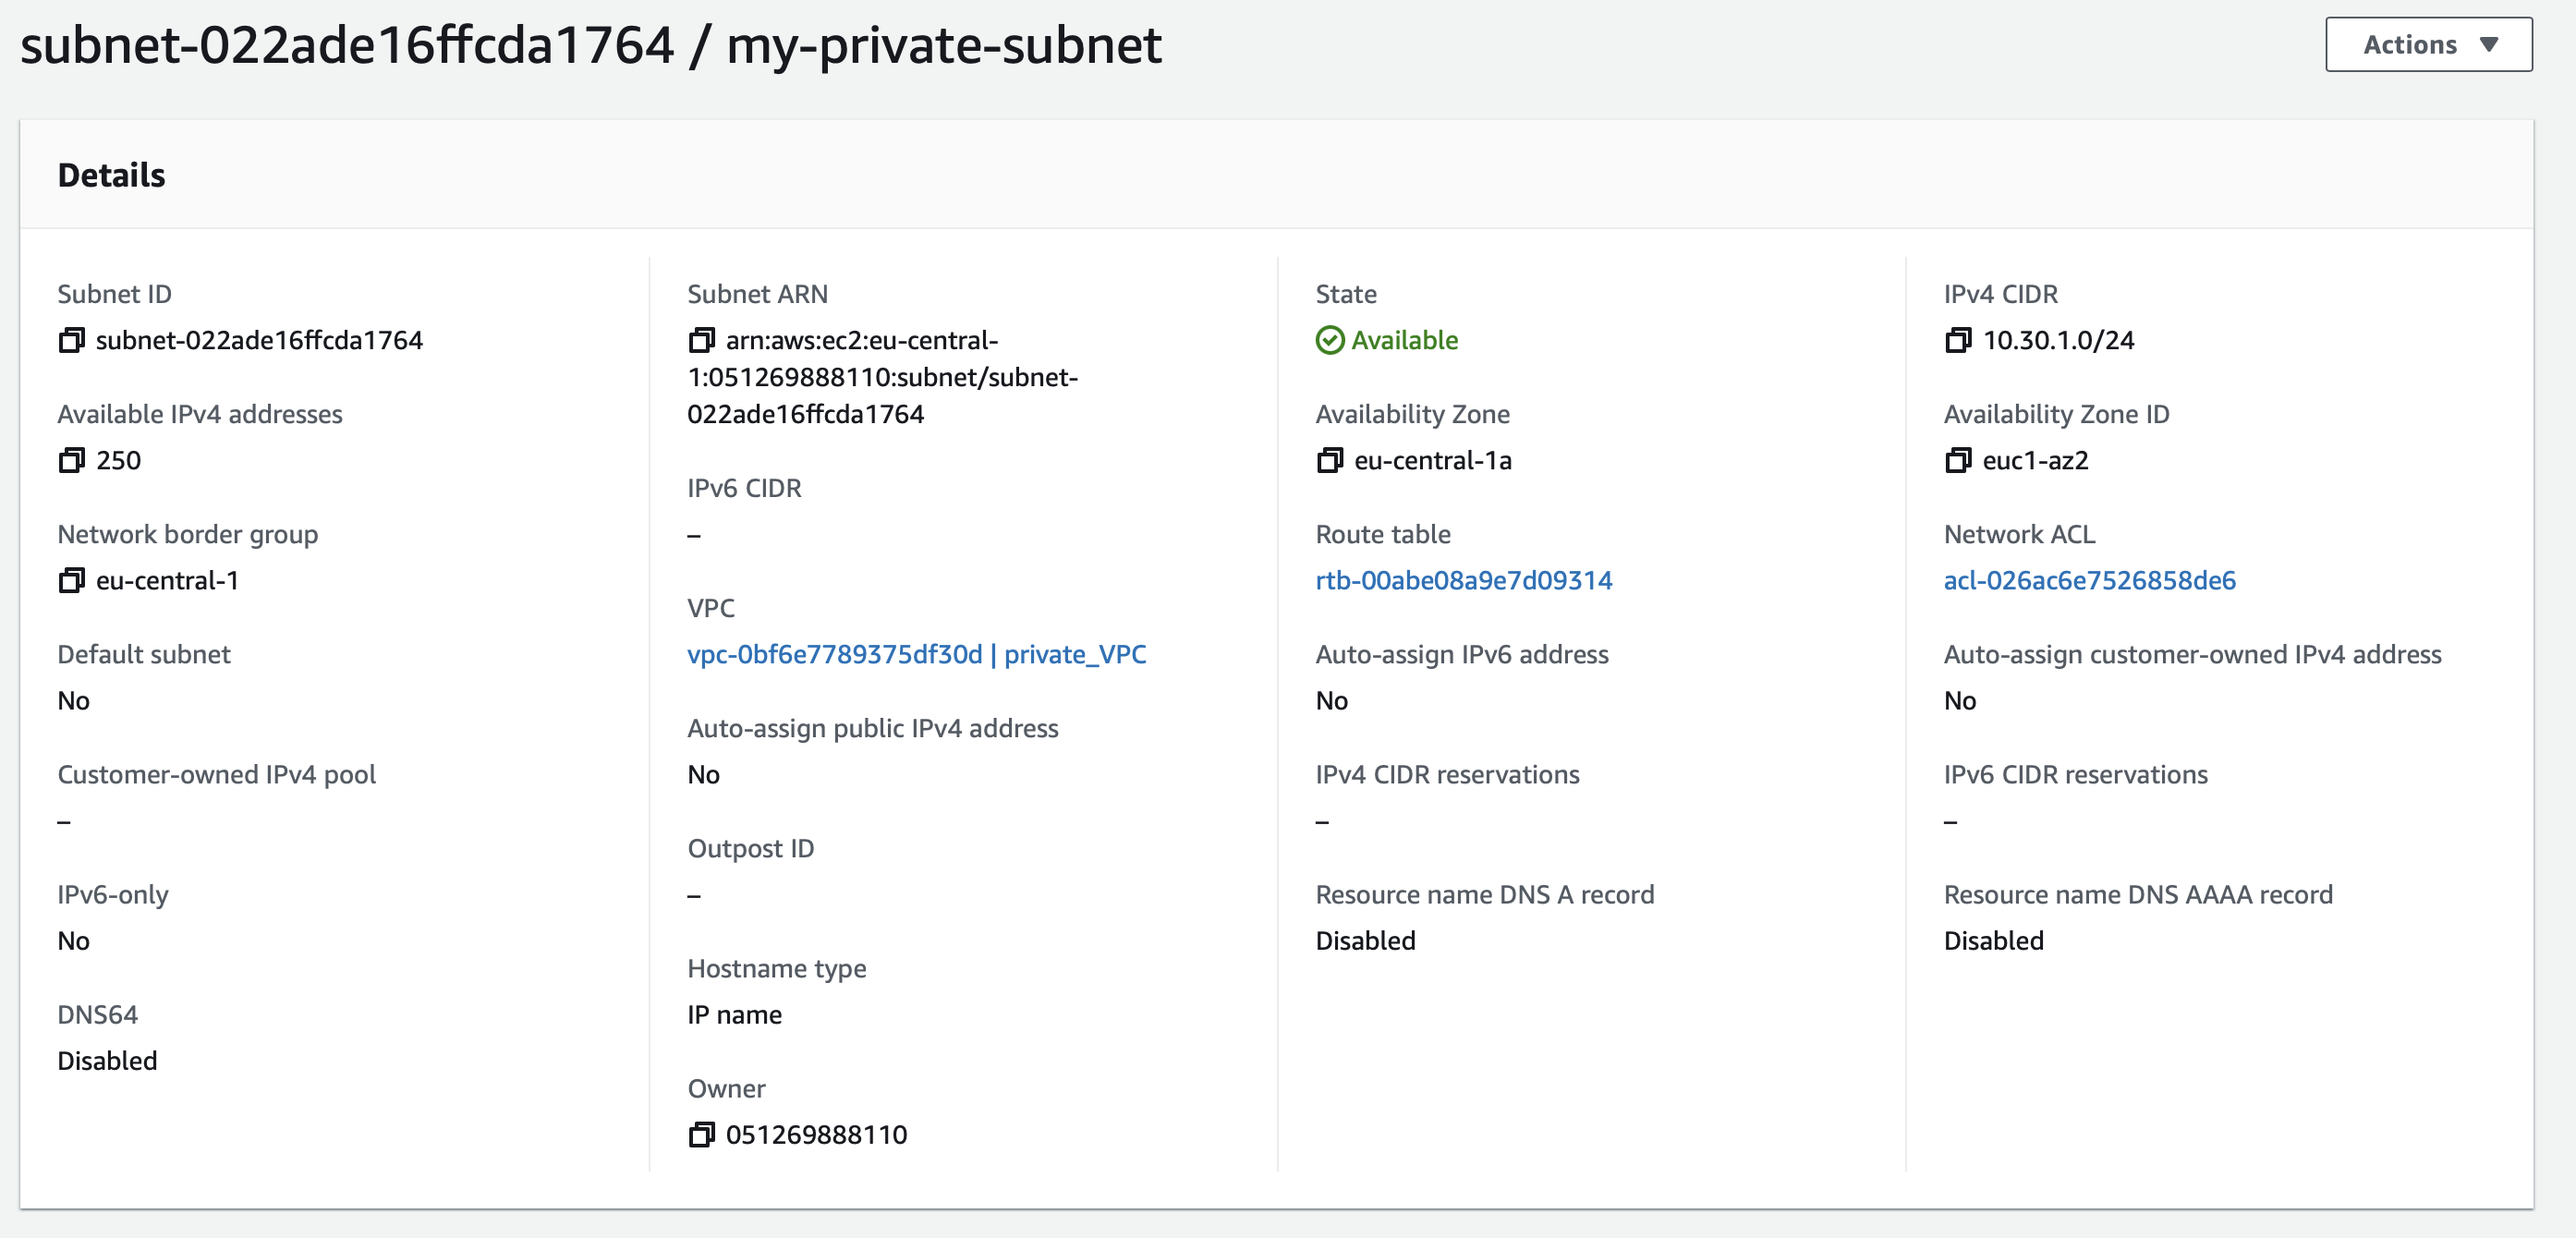 subnet-022ade16ffcda1764 / my-private-subnet
Actions
Details
Subnet ID
subnet-022ade16ffcda1764
Available IPv4 addresses
250
Network border group
eu-central-1
Default subnet
No
Customer-owned IPv4 pool
–
IPv6-only
No
DNS64
Disabled
Subnet ARN
arn:aws:ec2:eu-central-
1:051269888110:subnet/subnet-
022ade16ffcda1764
IPv6 CIDR
–
VPC
vpc-0bf6e7789375df30d | private_VPC
Auto-assign public IPv4 address
No
Outpost ID
–
Hostname type
IP name
Owner
051269888110
State
Available
Availability Zone
eu-central-1a
Route table
rtb-00abe08a9e7d09314
Auto-assign IPv6 address
No
IPv4 CIDR reservations
–
Resource name DNS A record
Disabled
IPv4 CIDR
10.30.1.0/24
Availability Zone ID
euc1-az2
Network ACL
acl-026ac6e7526858de6
Auto-assign customer-owned IPv4 address
No
IPv6 CIDR reservations
–
Resource name DNS AAAA record
Disabled